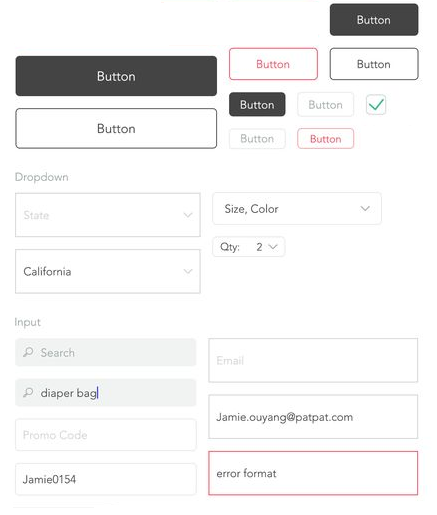 Button
Button
Button
Button
Button
Button
Button
Button
Button
Dropdown
State
Size, Color
Qty: 2
California
Input
Search
Email
diaper bag
Jamie.ouyang@patpat.com
Promo Code
error format
Jamie0154